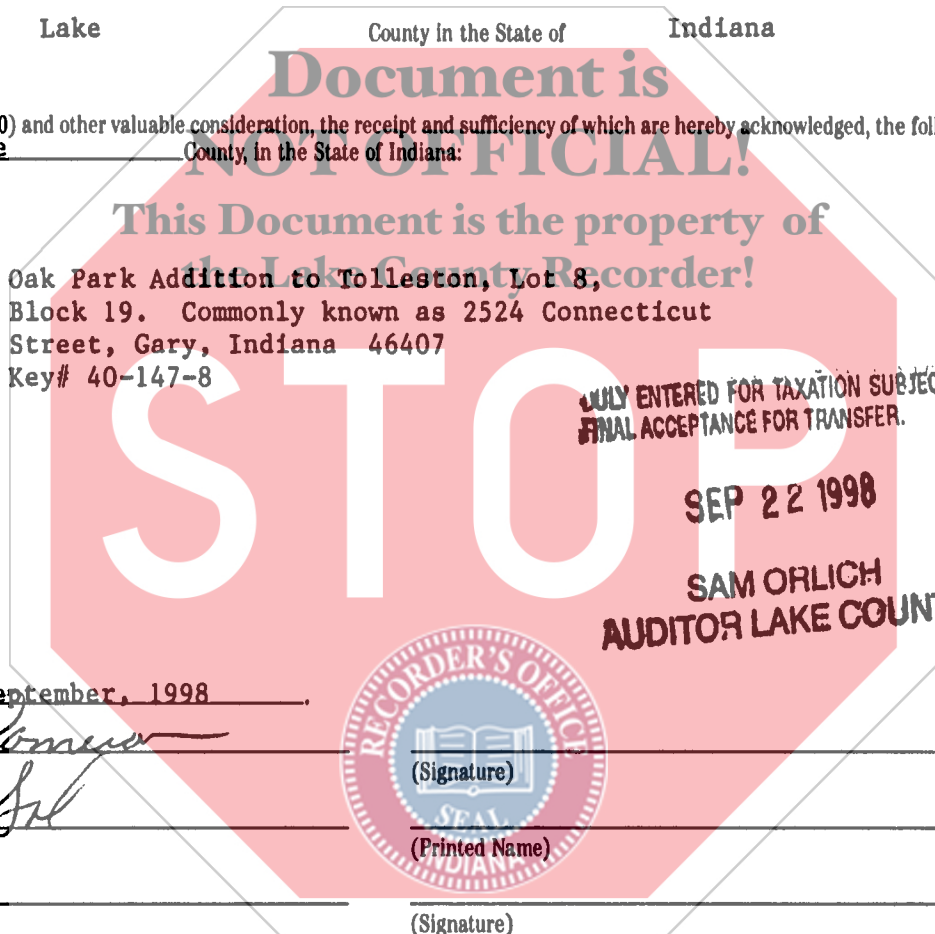 Lake County in the State of Indiana
Document is
0) and other valuable consideration, the receipt and sufficiency of which are hereby acknowledged, the foll
e County, in the State of Indiana:
NOT OFFICIAL!
This Document is the property of
the Lake County Recorder!
Oak Park Addition to Tolleston, Lot 8,
Block 19. Commonly known as 2524 Connecticut
Street, Gary, Indiana 46407
Key# 40-147-8
DULY ENTERED FOR TAXATION SUBJEC
FINAL ACCEPTANCE FOR TRANSFER.
STOP
SEP 22 1998
SAM ORLICH
AUDITOR LAKE COUNT
eptember, 1998 .
RECORDER'S OFFICE
SEAL
INDIANA
(Signature)
(Printed Name)
(Signature)